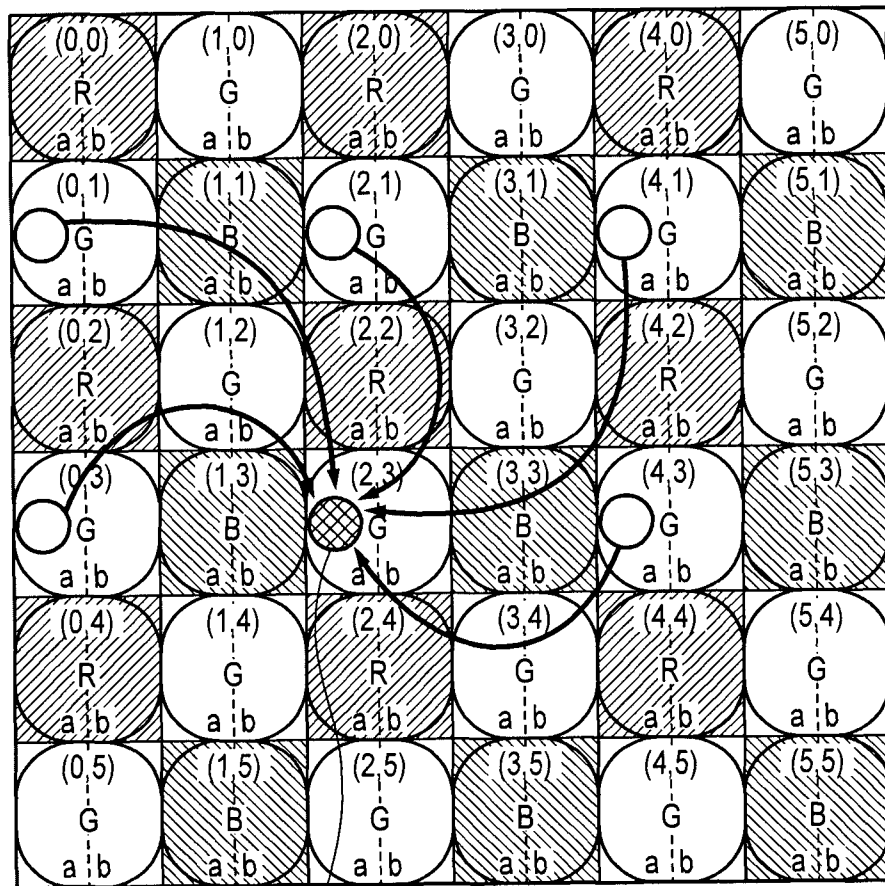 (0,0) (1,0) (2,0) (3,0) (4,0) (5,0)
R G R G R G
a b a b a b a b a b a b
(0,1) (1,1) (2,1) (3,1) (4,1) (5,1)
G B G B G B
a b a b a b a b a b a b
(0,2) (1,2) (2,2) (3,2) (4,2) (5,2)
R G R G R G
a b a b a b a b a b a b
(0,3) (1,3) (2,3) (3,3) (4,3) (5,3)
G B G B G B
a b a b a b a b a b a b
(0,4) (1,4) (2,4) (3,4) (4,4) (5,4)
R G R G R G
a b a b a b a b a b a b
(0,5) (1,5) (2,5) (3,5) (4,5) (5,5)
G B G B G B
a b a b a b a b a b a b